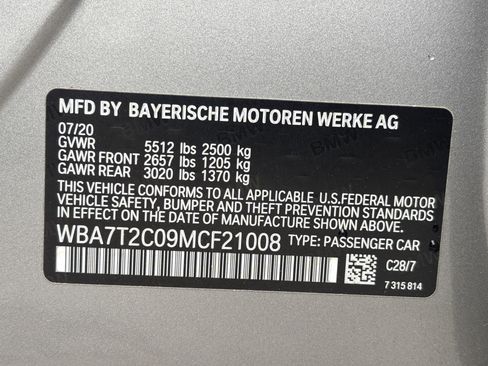 MFD BY BAYERISCHE MOTOREN WERKE AG
07/20
GVWR 5512 lbs 2500 kg
GAWR FRONT 2657 lbs 1205 kg
GAWR REAR 3020 lbs 1370 kg
THIS VEHICLE CONFORMS TO ALL APPLICABLE U.S.FEDERAL MOTOR
VEHICLE SAFETY, BUMPER AND THEFT PREVENTION STANDARDS
IN EFFECT ON THE DATE OF MANUFACTURE SHOWN ABOVE.
WBA7T2C09MCF21008 TYPE: PASSENGER CAR
C28/7
7 315 814